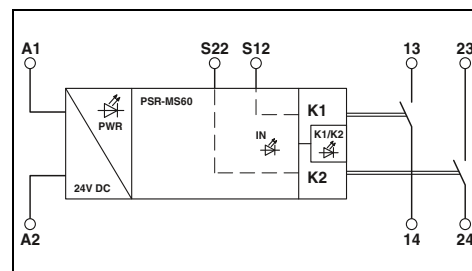 A1 S22 S12 13 23
PSR-MS60
PWR
K1
IN
K1/K2
24V DC
K2
A2 14 24